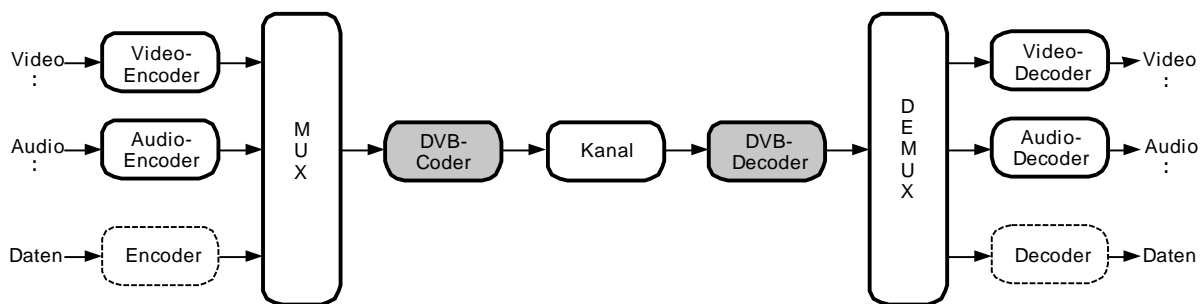 Video
:
Video-
Encoder
Audio
:
Audio-
Encoder
Daten
Encoder
M
U
X
DVB-
Coder
Kanal
DVB-
Decoder
D
E
M
U
X
Video-
Decoder
Video
:
Audio-
Decoder
Audio
:
Decoder
Daten